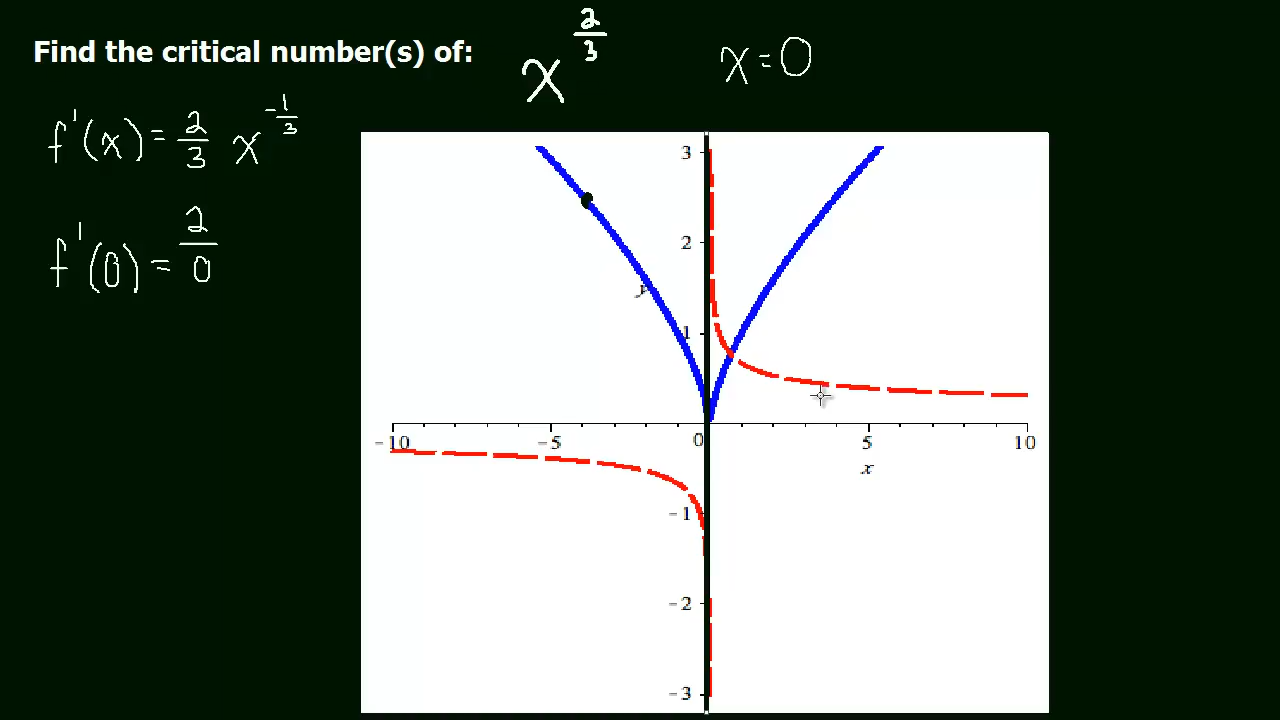 Find the critical number(s) of: x^{2/3} x=0
f'(x) = 2/3 x^{-1/3}
f'(0) = 2/0
3
2
y
1
-10 -5 0 5 10
x
-1
-2
-3